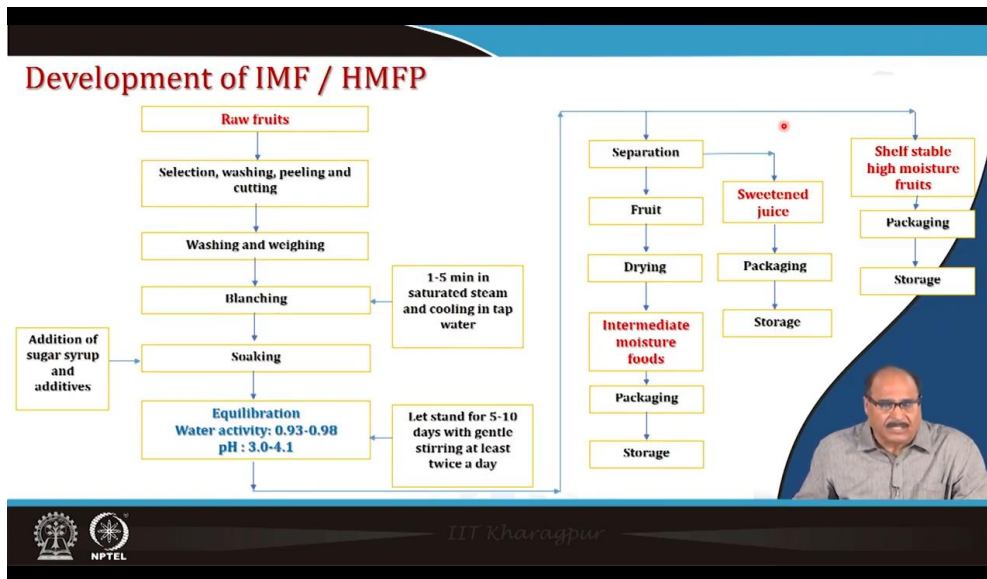 Development of IMF / HMFP
Raw fruits
Selection, washing, peeling and
cutting
Washing and weighing
Blanching
1-5 min in
saturated steam
and cooling in tap
water
Addition of
sugar syrup
and
additives
Soaking
Equilibration
Water activity: 0.93-0.98
pH : 3.0-4.1
Let stand for 5-10
days with gentle
stirring at least
twice a day
Separation
Fruit
Drying
Intermediate
moisture
foods
Packaging
Storage
Sweetened
juice
Packaging
Storage
Shelf stable
high moisture
fruits
Packaging
Storage
NPTEL
IIT Kharagpur